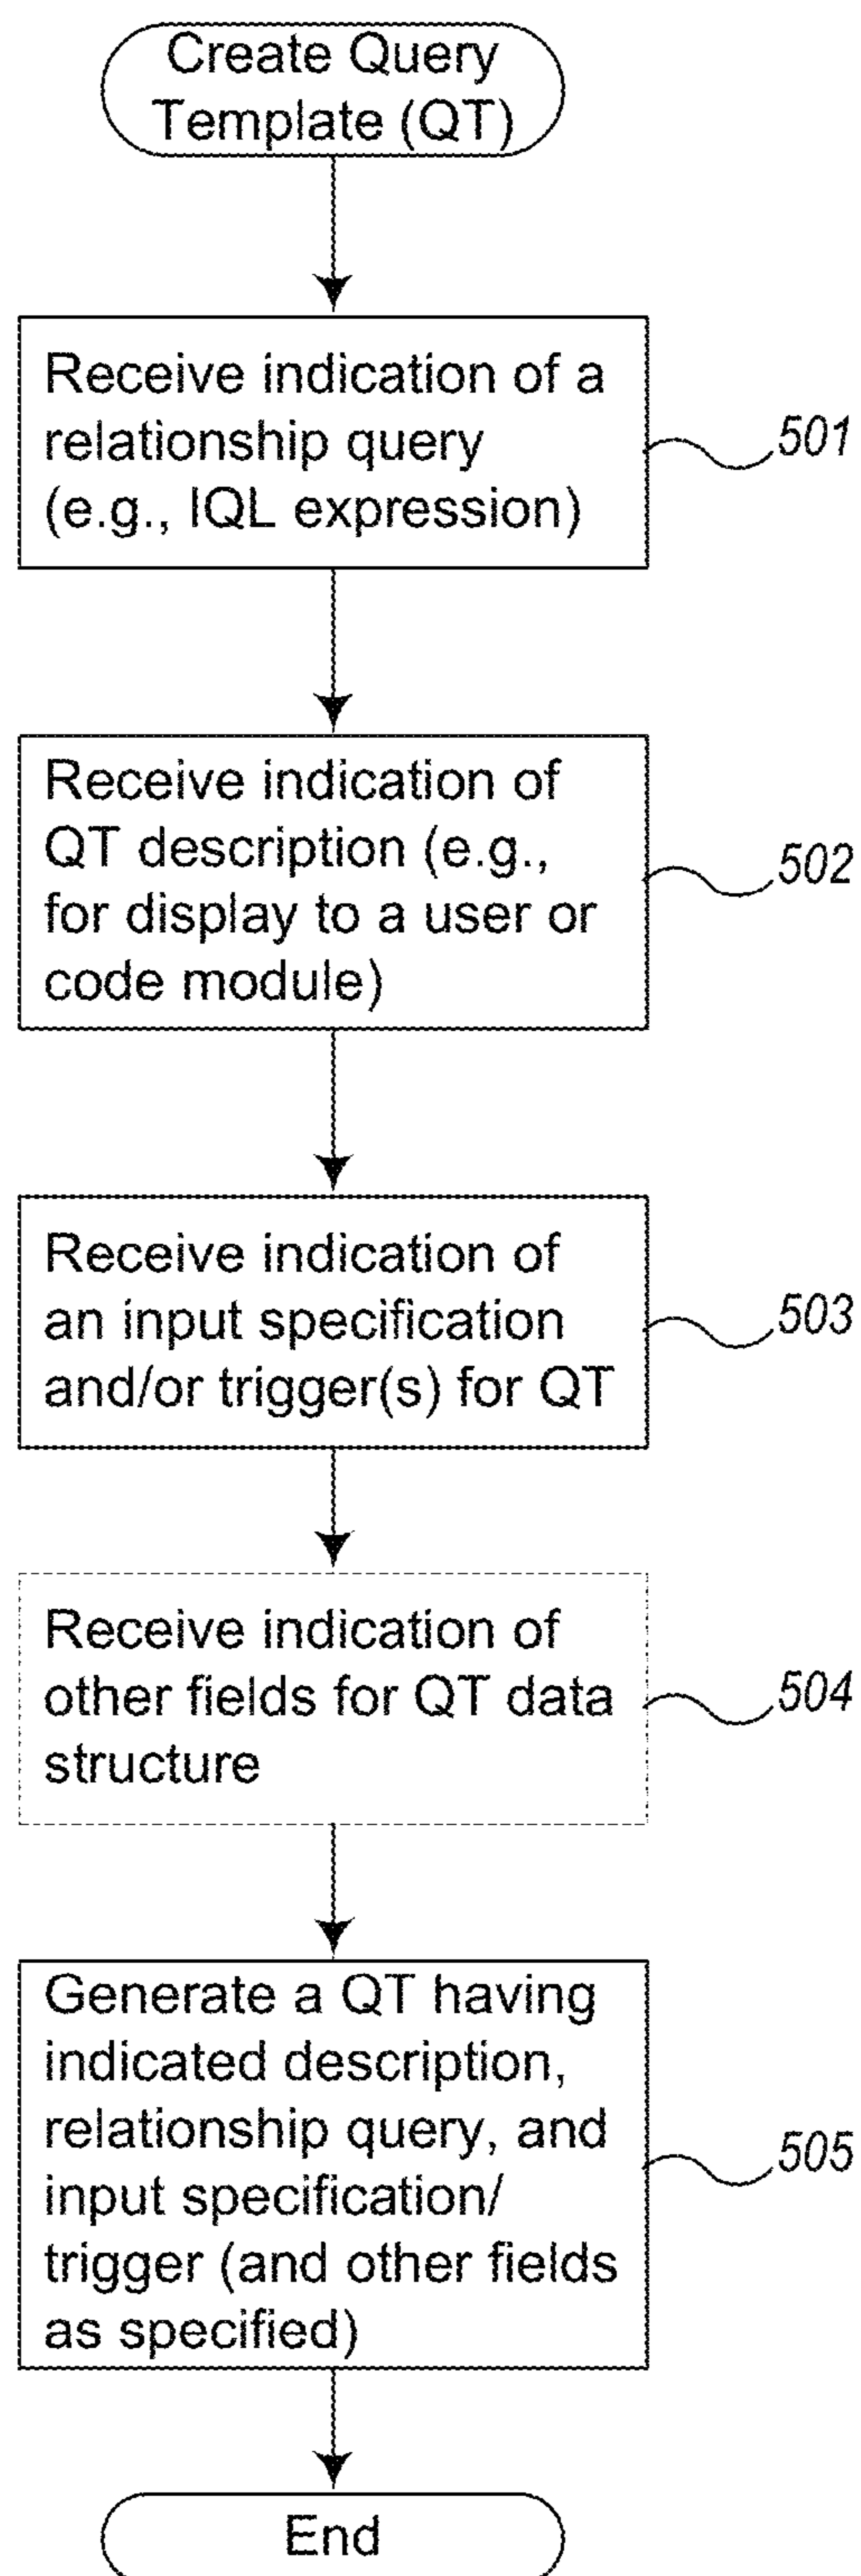 Create Query
Template (QT)
Receive indication of a
relationship query
(e.g., IQL expression)
501
Receive indication of
QT description (e.g.,
for display to a user or
code module)
502
Receive indication of
an input specification
and/or trigger(s) for QT
503
Receive indication of
other fields for QT data
structure
504
Generate a QT having
indicated description,
relationship query, and
input specification/
trigger (and other fields
as specified)
505
End